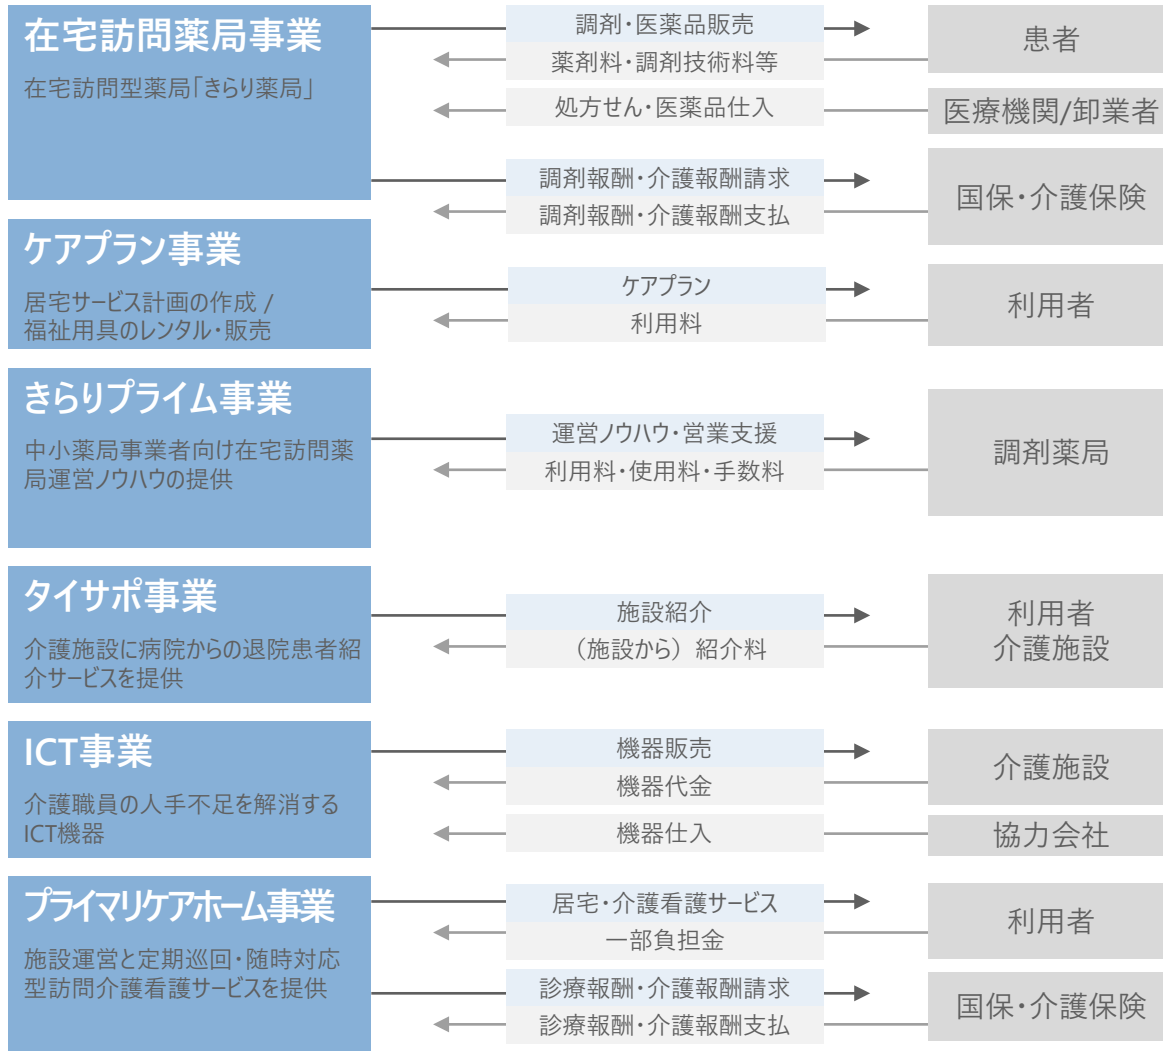 在宅訪問薬局事業
在宅訪問型薬局「きらり薬局」
調剤・医薬品販売
薬剤料・調剤技術料等
患者
処方せん・医薬品仕入
医療機関/卸業者
調剤報酬・介護報酬請求
調剤報酬・介護報酬支払
国保・介護保険
ケアプラン事業
居宅サービス計画の作成 /
福祉用具のレンタル・販売
ケアプラン
利用料
利用者
きらりプライム事業
中小薬局事業者向け在宅訪問薬
局運営ノウハウの提供
運営ノウハウ・営業支援
利用料・使用料・手数料
調剤薬局
タイサポ事業
介護施設に病院からの退院患者紹
介サービスを提供
施設紹介
（施設から）紹介料
利用者
介護施設
ICT事業
介護職員の人手不足を解消する
ICT機器
機器販売
機器代金
介護施設
機器仕入
協力会社
プライマリケアホーム事業
施設運営と定期巡回・随時対応
型訪問介護看護サービスを提供
居宅・介護看護サービス
一部負担金
利用者
診療報酬・介護報酬請求
診療報酬・介護報酬支払
国保・介護保険